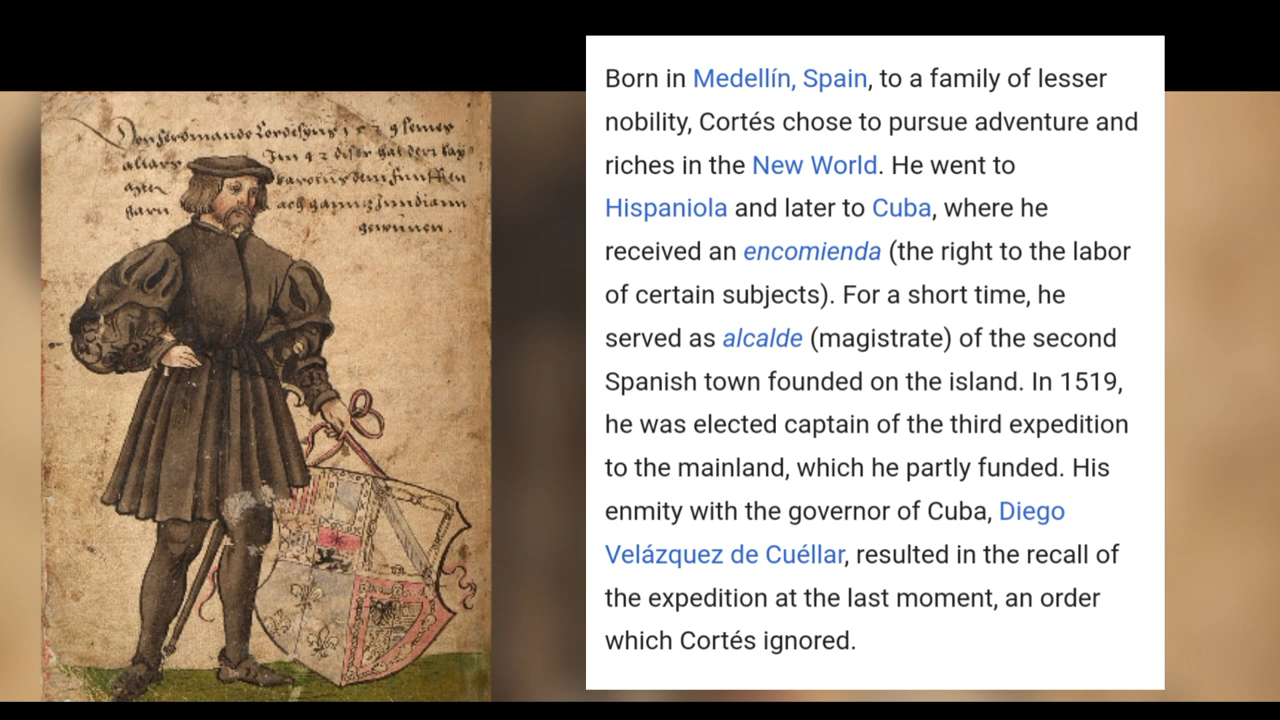 Born in Medellín, Spain, to a family of lesser
nobility, Cortés chose to pursue adventure and
riches in the New World. He went to
Hispaniola and later to Cuba, where he
received an encomienda (the right to the labor
of certain subjects). For a short time, he
served as alcalde (magistrate) of the second
Spanish town founded on the island. In 1519,
he was elected captain of the third expedition
to the mainland, which he partly funded. His
enmity with the governor of Cuba, Diego
Velázquez de Cuéllar, resulted in the recall of
the expedition at the last moment, an order
which Cortés ignored.